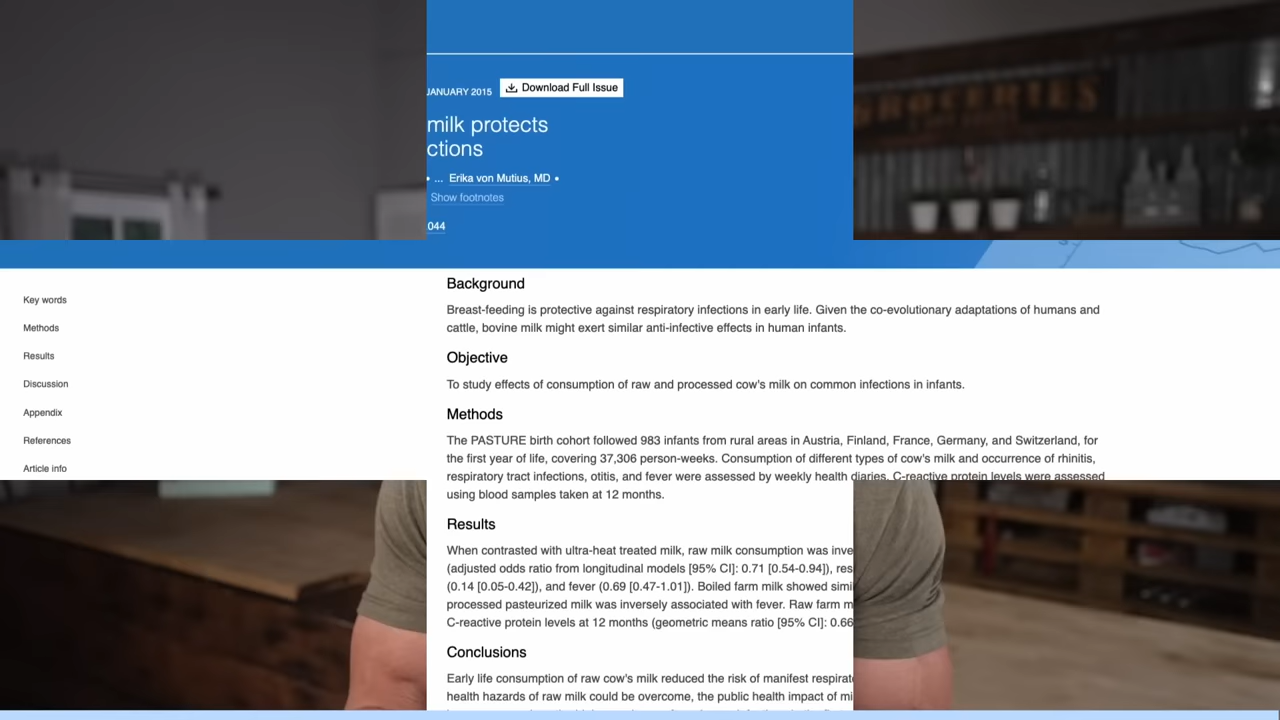 GROCERIES
JANUARY 2015 Download Full Issue
milk protects
ctions
• ... Erika von Mutius, MD •
Show footnotes
044
Key words
Methods
Results
Discussion
Appendix
References
Article info
Background
Breast-feeding is protective against respiratory infections in early life. Given the co-evolutionary adaptations of humans and
cattle, bovine milk might exert similar anti-infective effects in human infants.
Objective
To study effects of consumption of raw and processed cow's milk on common infections in infants.
Methods
The PASTURE birth cohort followed 983 infants from rural areas in Austria, Finland, France, Germany, and Switzerland, for
the first year of life, covering 37,306 person-weeks. Consumption of different types of cow's milk and occurrence of rhinitis,
respiratory tract infections, otitis, and fever were assessed by weekly health diaries. C-reactive protein levels were assessed
using blood samples taken at 12 months.
Results
When contrasted with ultra-heat treated milk, raw milk consumption was inve
(adjusted odds ratio from longitudinal models [95% CI]: 0.71 [0.54-0.94]), res
(0.14 [0.05-0.42]), and fever (0.69 [0.47-1.01]). Boiled farm milk showed simil
processed pasteurized milk was inversely associated with fever. Raw farm m
C-reactive protein levels at 12 months (geometric means ratio [95% CI]: 0.66
Conclusions
Early life consumption of raw cow's milk reduced the risk of manifest respirat
health hazards of raw milk could be overcome, the public health impact of mi